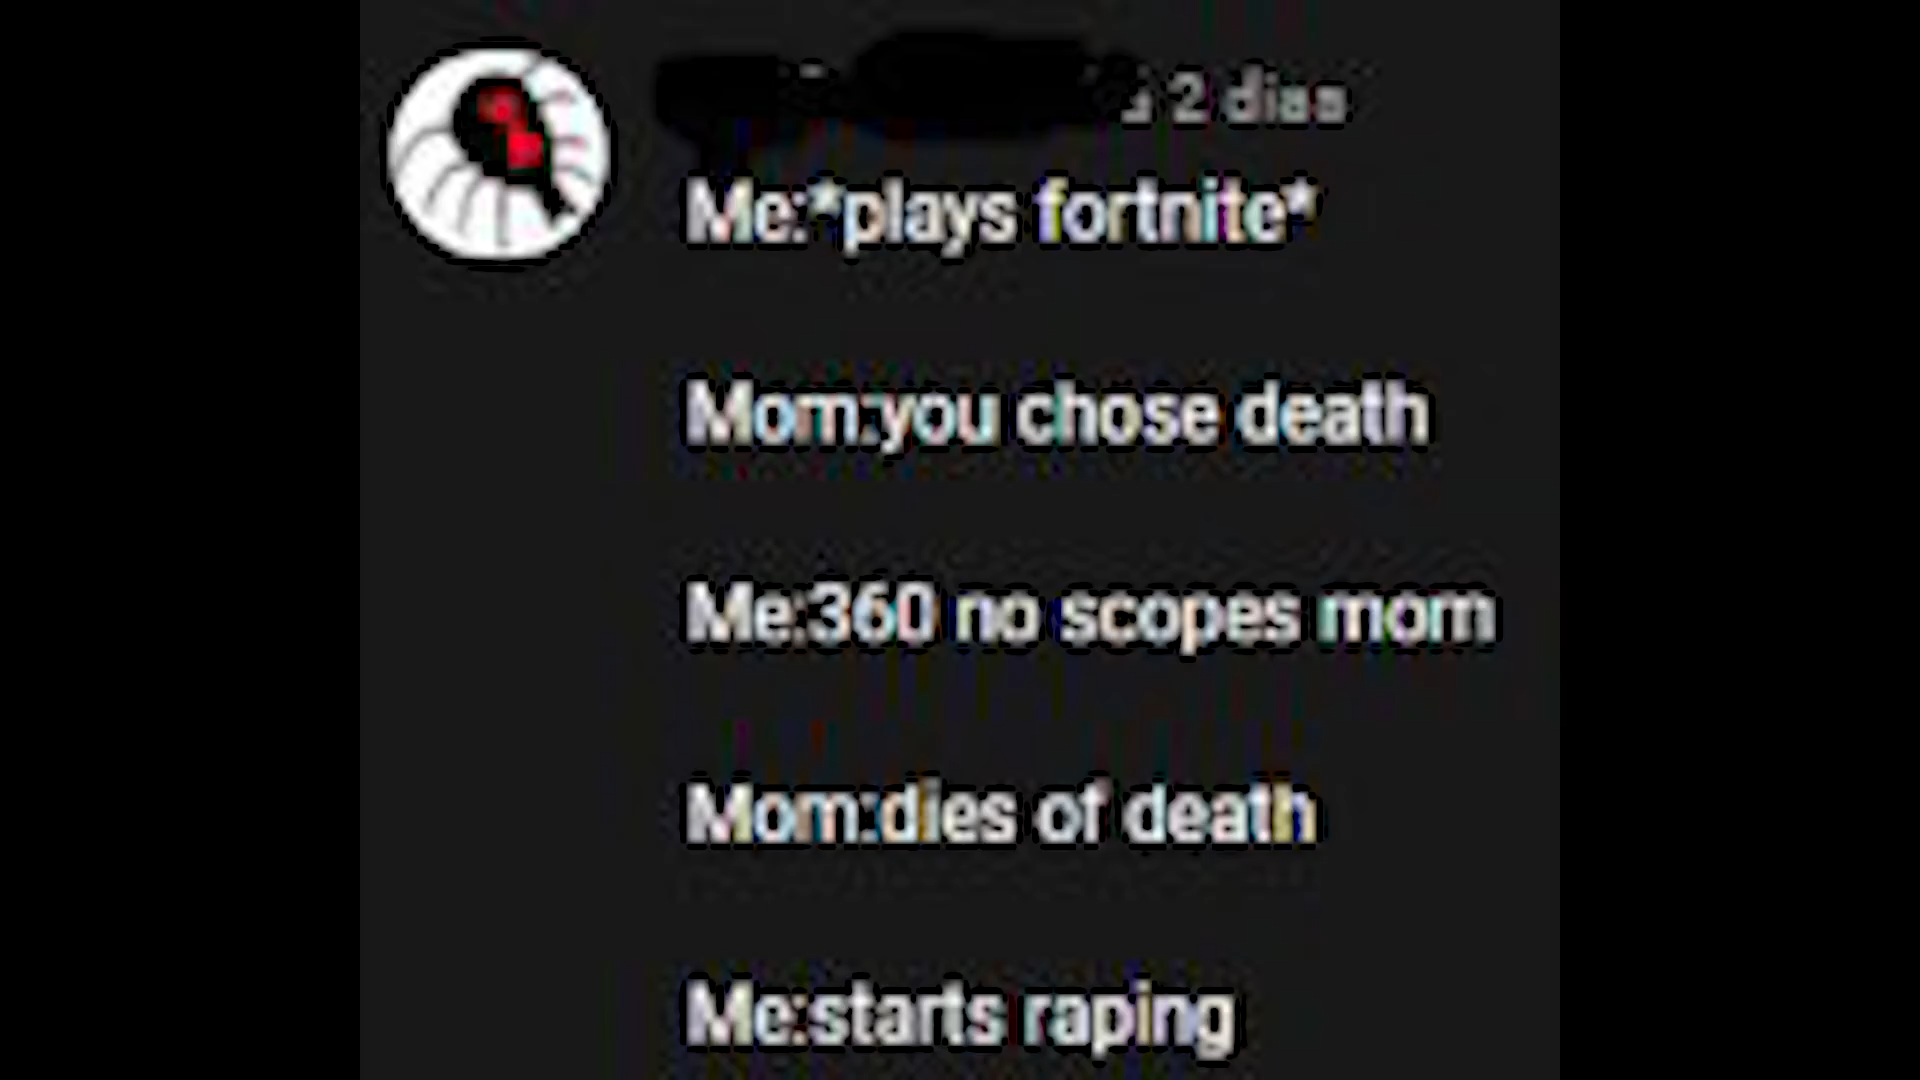 2 dias
Me:*plays fortnite*
Mom:you chose death
Me:360 no scopes mom
Mom:dies of death
Me:starts raping